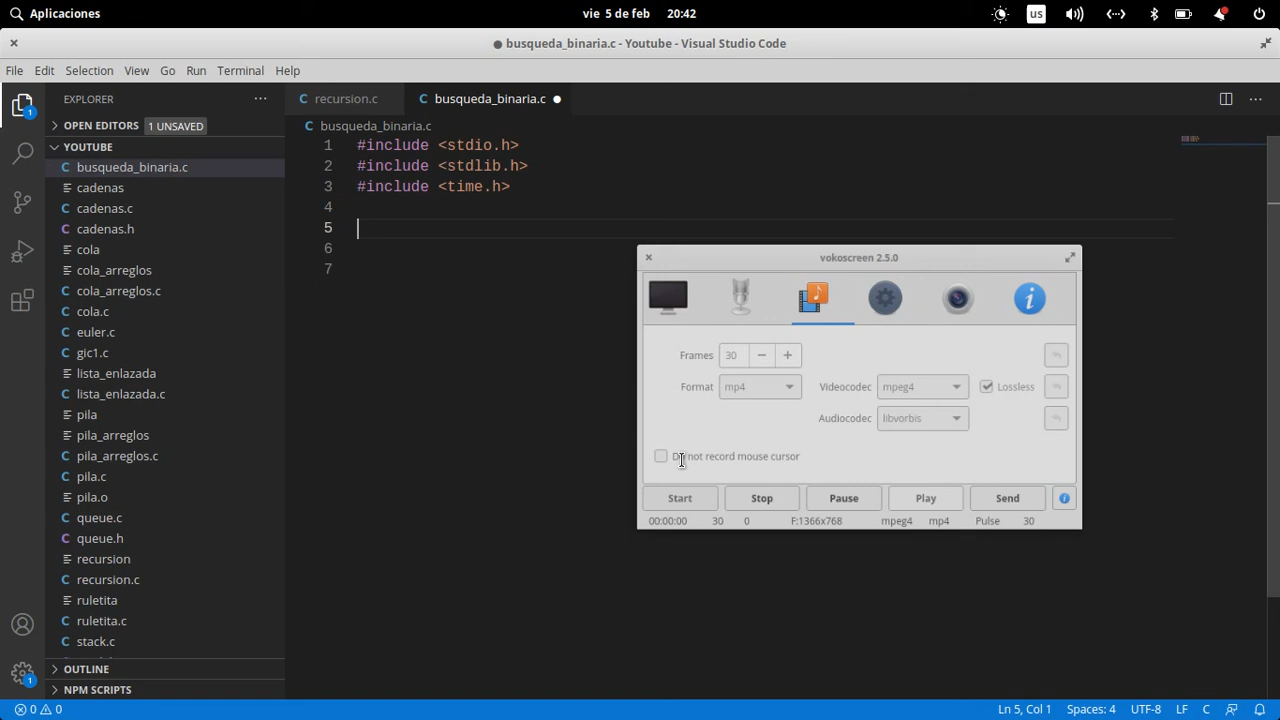 Aplicaciones
vie 5 de feb 20:42
us
● busqueda_binaria.c - Youtube - Visual Studio Code
File Edit Selection View Go Run Terminal Help
EXPLORER
OPEN EDITORS 1 UNSAVED
YOUTUBE
busqueda_binaria.c
cadenas
cadenas.c
cadenas.h
cola
cola_arreglos
cola_arreglos.c
cola.c
euler.c
gic1.c
lista_enlazada
lista_enlazada.c
pila
pila_arreglos
pila_arreglos.c
pila.c
pila.o
queue.c
queue.h
recursion
recursion.c
ruletita
ruletita.c
stack.c
OUTLINE
NPM SCRIPTS
1
1
C recursion.c
C busqueda_binaria.c ●
C busqueda_binaria.c
1 #include <stdio.h>
2 #include <stdlib.h>
3 #include <time.h>
4
5
6
7
vokoscreen 2.5.0
Frames 30 − +
Format mp4 Videocodec mpeg4 Lossless
Audiocodec libvorbis
Do not record mouse cursor
Start Stop Pause Play Send
00:00:00 30 0 F:1366x768 mpeg4 mp4 Pulse 30
0 0 Ln 5, Col 1 Spaces: 4 UTF-8 LF C